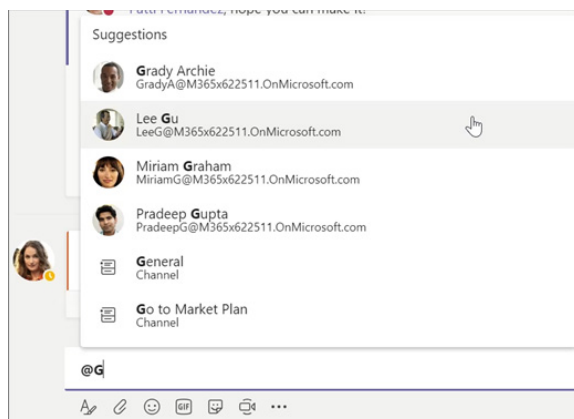 Patti Fernandez, hope you can make it!
Suggestions
Grady Archie
GradyA@M365x622511.OnMicrosoft.com
Lee Gu
LeeG@M365x622511.OnMicrosoft.com
Miriam Graham
MiriamG@M365x622511.OnMicrosoft.com
Pradeep Gupta
PradeepG@M365x622511.OnMicrosoft.com
General
Channel
Go to Market Plan
Channel
@G
GIF